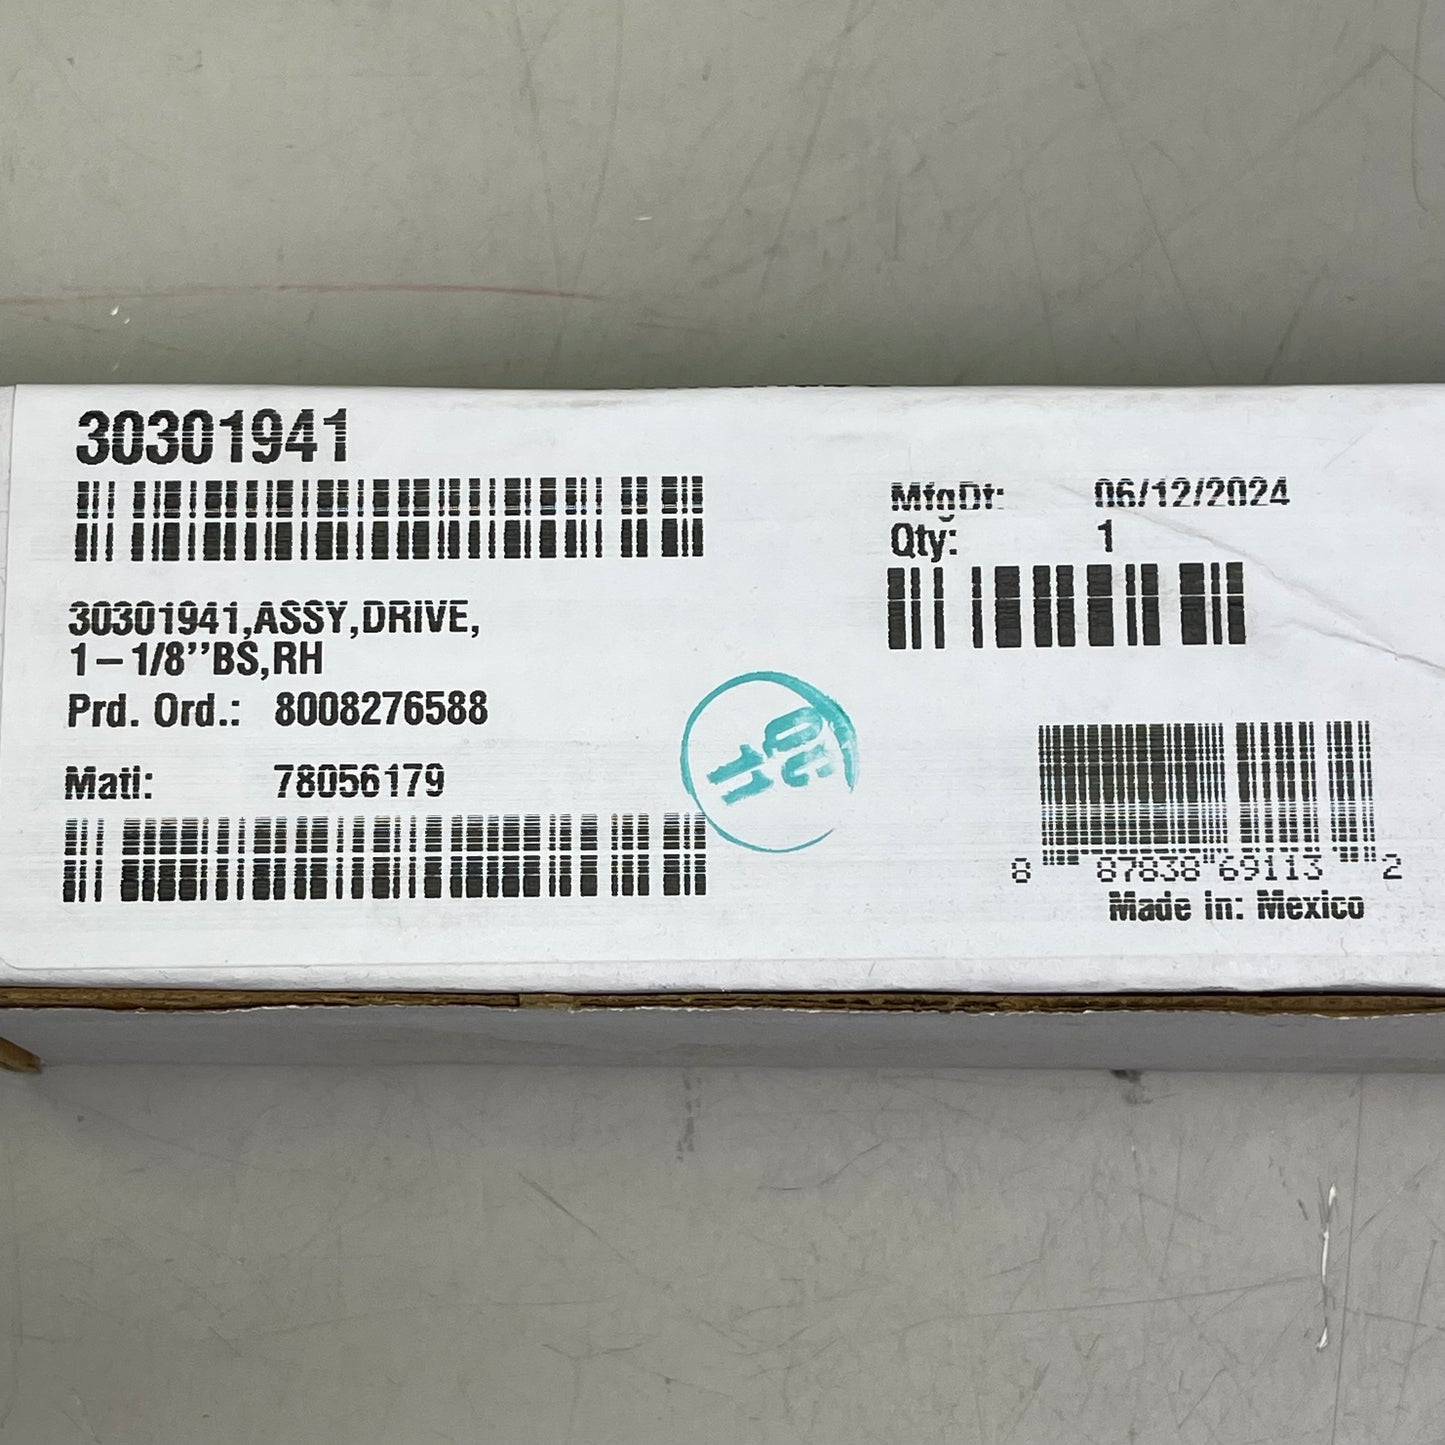 30301941
MfgDt: 06/12/2024
Qty: 1
30301941,ASSY,DRIVE,
1-1/8''BS,RH
Prd. Ord.: 8008276588
Matl: 78056179
8 87838 69113 2
Made in: Mexico